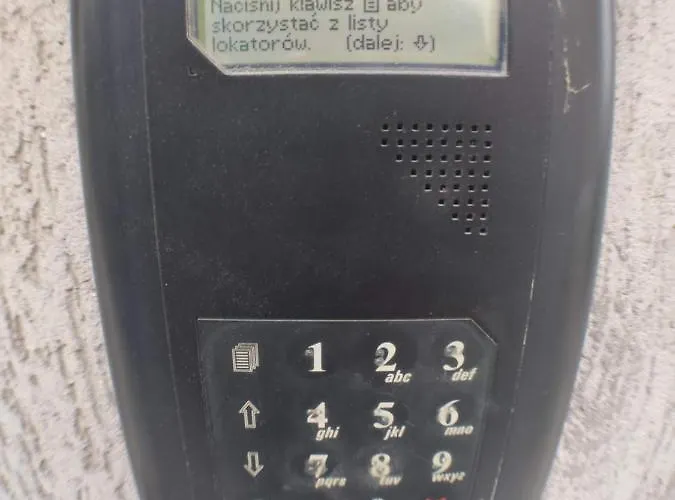 Naciśnij klawisz aby
skorzystać z listy
lokatorów. (dalej: ⇩)
1 2 abc 3 def
⇧ 4 ghi 5 jkl 6 mno
⇩ 7 pqrs 8 tuv 9 wxyz